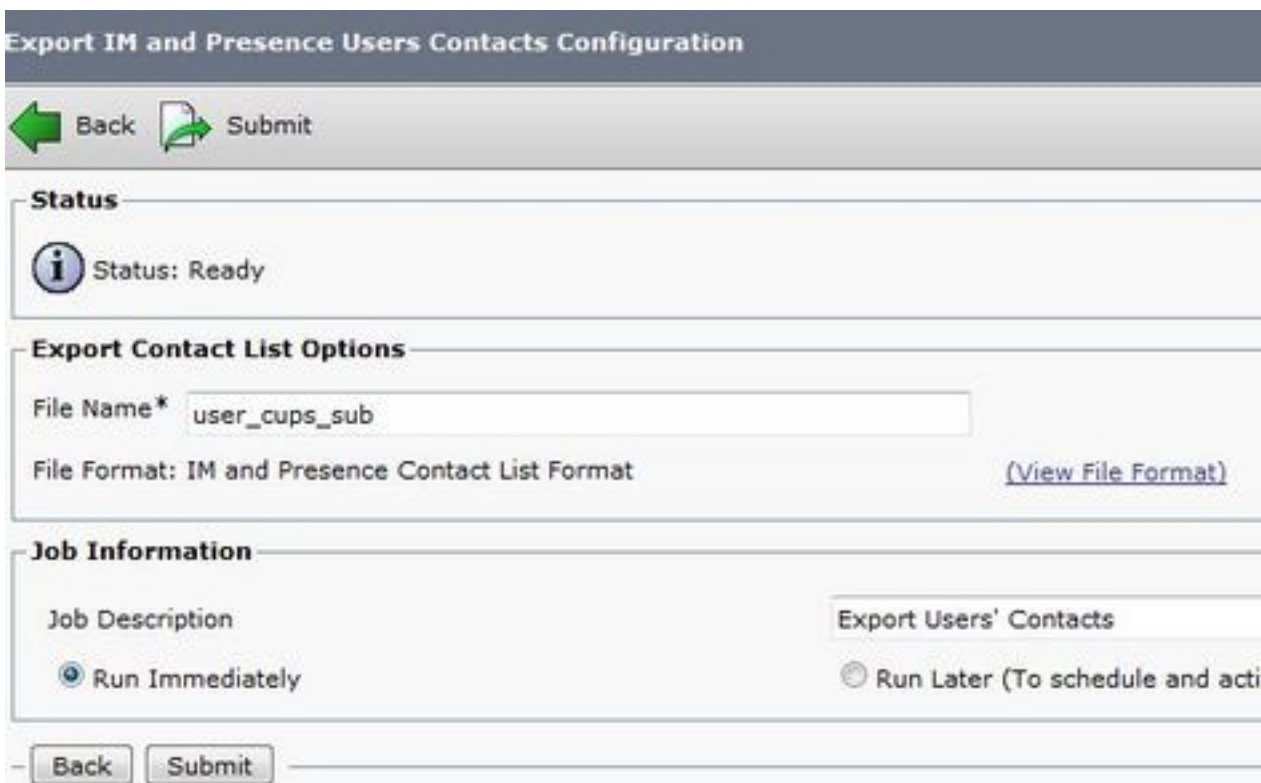 Export IM and Presence Users Contacts Configuration
Back Submit
Status
Status: Ready
Export Contact List Options
File Name* user_cups_sub
File Format: IM and Presence Contact List Format (View File Format)
Job Information
Job Description Export Users' Contacts
Run Immediately Run Later (To schedule and acti
Back Submit